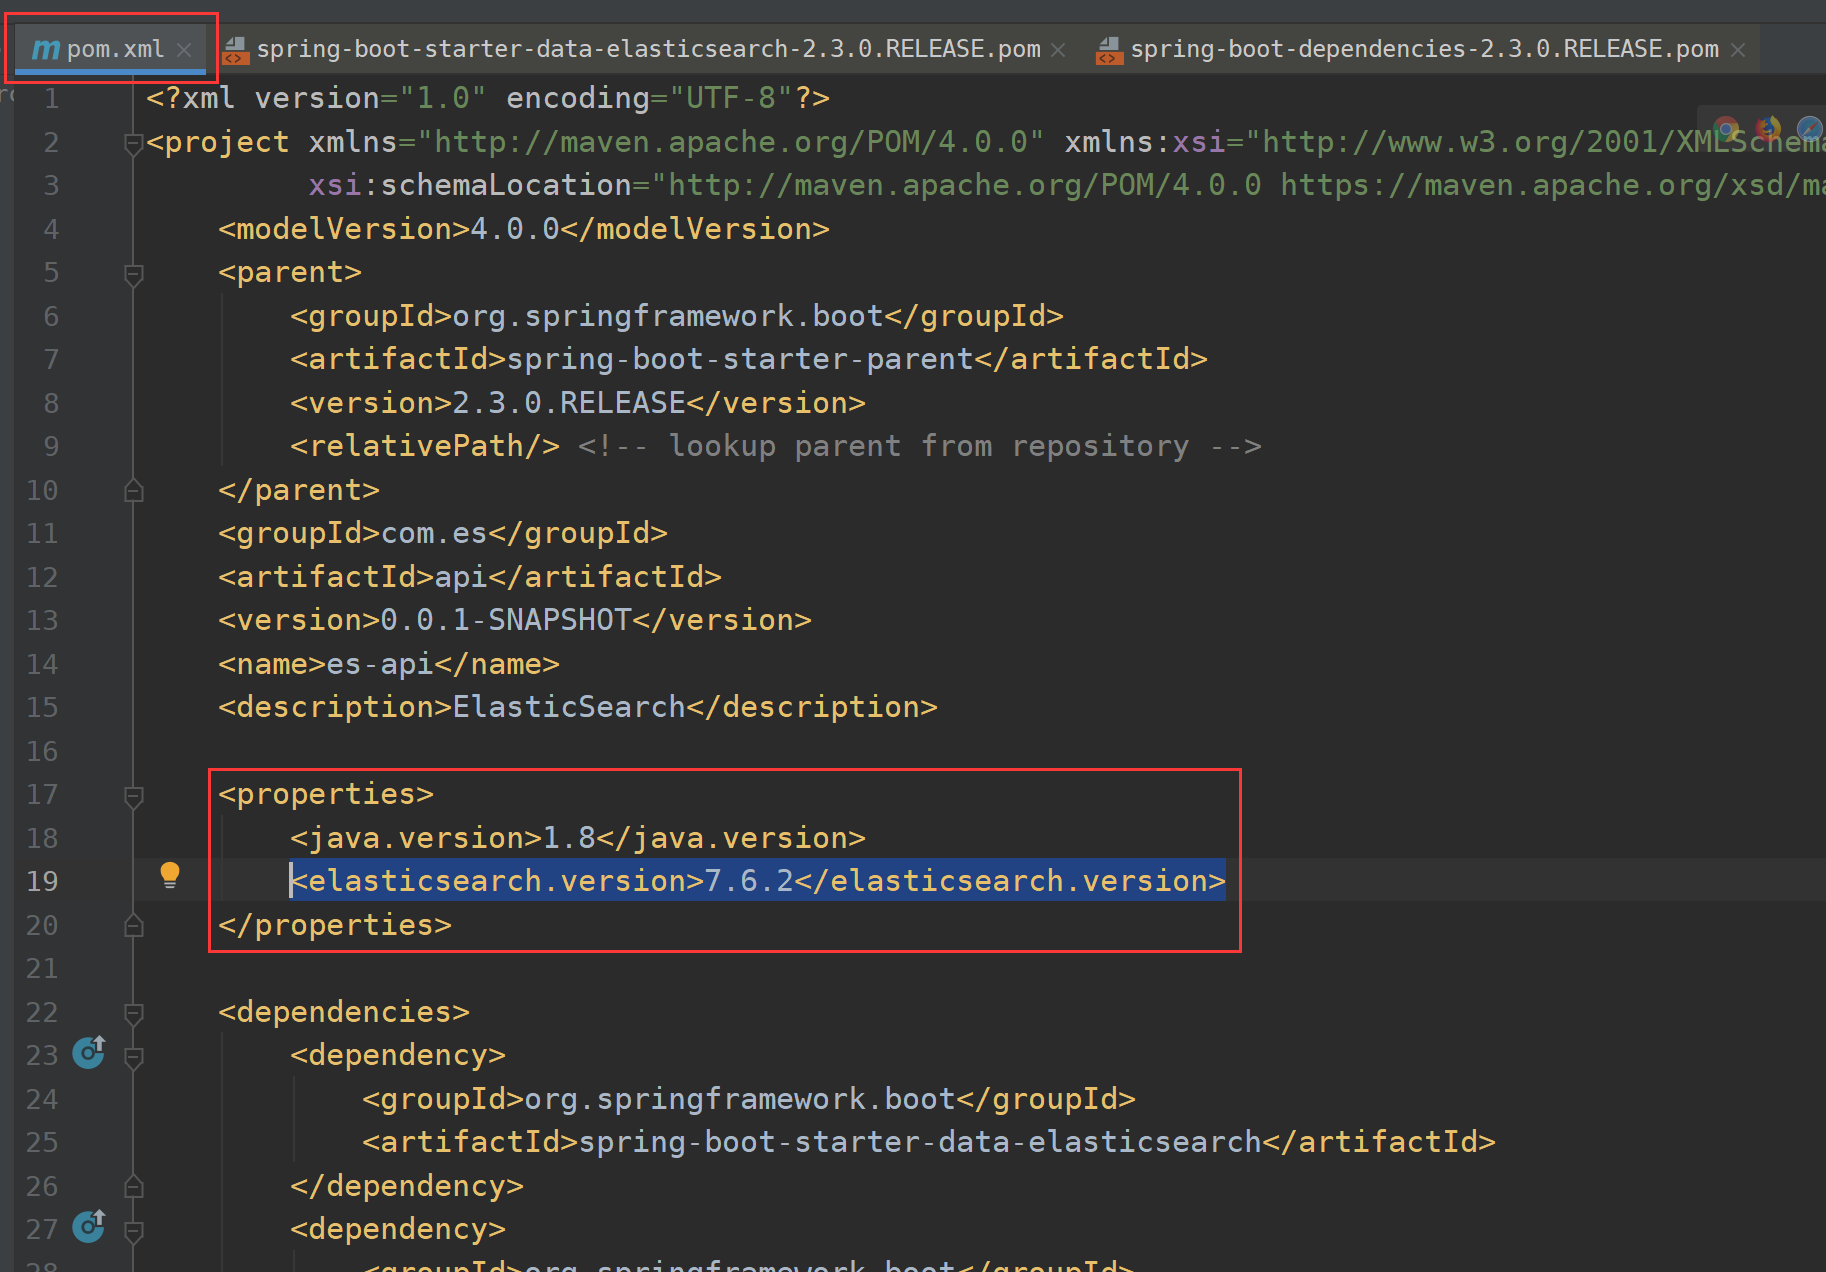 pom.xml spring-boot-starter-data-elasticsearch-2.3.0.RELEASE.pom spring-boot-dependencies-2.3.0.RELEASE.pom
1 <?xml version="1.0" encoding="UTF-8"?>
2 <project xmlns="http://maven.apache.org/POM/4.0.0" xmlns:xsi="http://www.w3.org/2001/XMLSchema
3 xsi:schemaLocation="http://maven.apache.org/POM/4.0.0 https://maven.apache.org/xsd/ma
4 <modelVersion>4.0.0</modelVersion>
5 <parent>
6 <groupId>org.springframework.boot</groupId>
7 <artifactId>spring-boot-starter-parent</artifactId>
8 <version>2.3.0.RELEASE</version>
9 <relativePath/> <!-- lookup parent from repository -->
10 </parent>
11 <groupId>com.es</groupId>
12 <artifactId>api</artifactId>
13 <version>0.0.1-SNAPSHOT</version>
14 <name>es-api</name>
15 <description>ElasticSearch</description>
16
17 <properties>
18 <java.version>1.8</java.version>
19 <elasticsearch.version>7.6.2</elasticsearch.version>
20 </properties>
21
22 <dependencies>
23 <dependency>
24 <groupId>org.springframework.boot</groupId>
25 <artifactId>spring-boot-starter-data-elasticsearch</artifactId>
26 </dependency>
27 <dependency>
28 <groupId>org.springframework.boot</groupId>